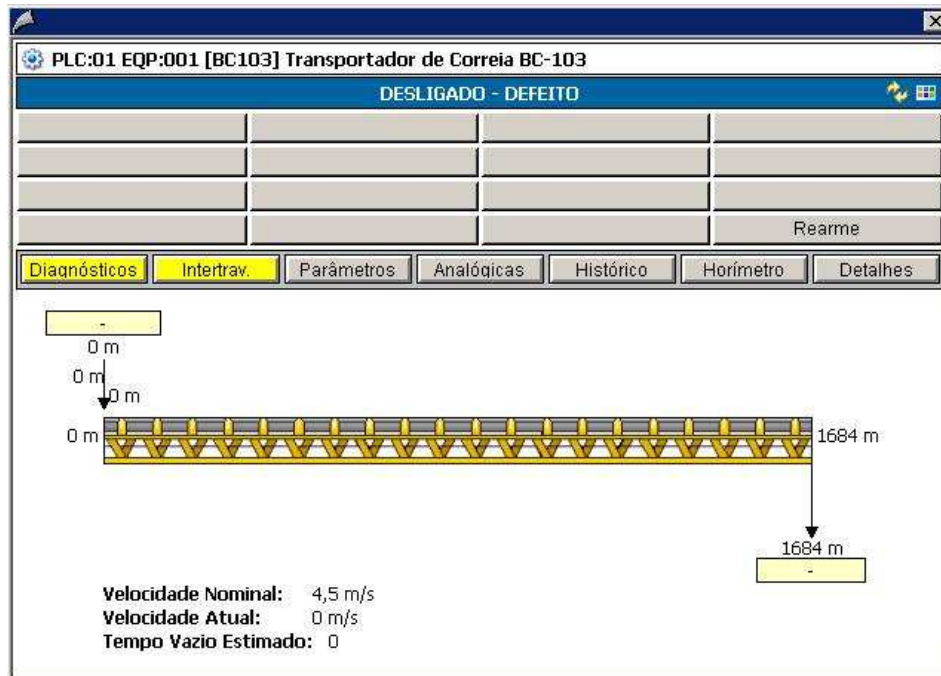 PLC:01 EQP:001 [BC103] Transportador de Correia BC-103
DESLIGADO - DEFEITO
Rearme
Diagnósticos Intertrav. Parâmetros Analógicas Histórico Horímetro Detalhes
-
0 m
0 m
0 m
0 m 1684 m
1684 m
-
Velocidade Nominal: 4,5 m/s
Velocidade Atual: 0 m/s
Tempo Vazio Estimado: 0